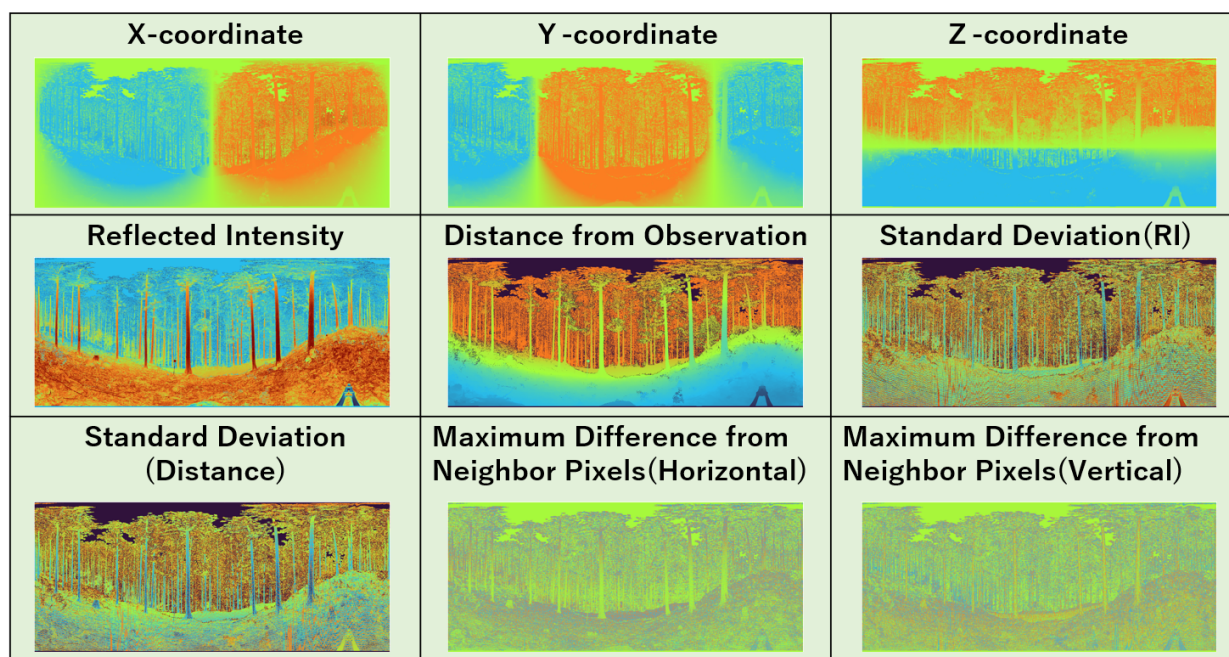 X-coordinate
Y-coordinate
Z-coordinate
Reflected Intensity
Distance from Observation
Standard Deviation(RI)
Standard Deviation
(Distance)
Maximum Difference from
Neighbor Pixels(Horizontal)
Maximum Difference from
Neighbor Pixels(Vertical)